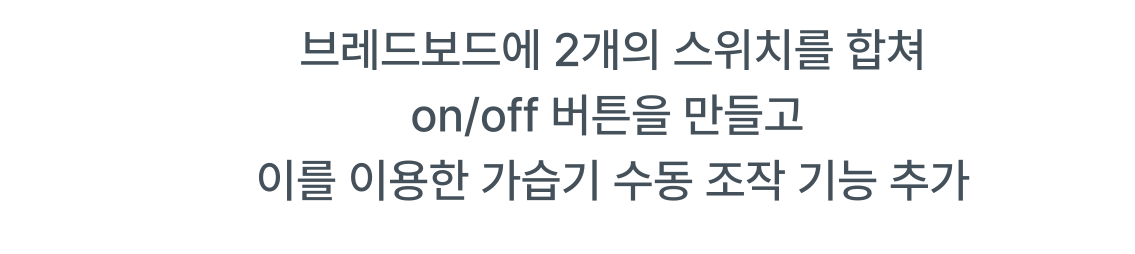 브레드보드에 2개의 스위치를 합쳐
on/off 버튼을 만들고
이를 이용한 가습기 수동 조작 기능 추가